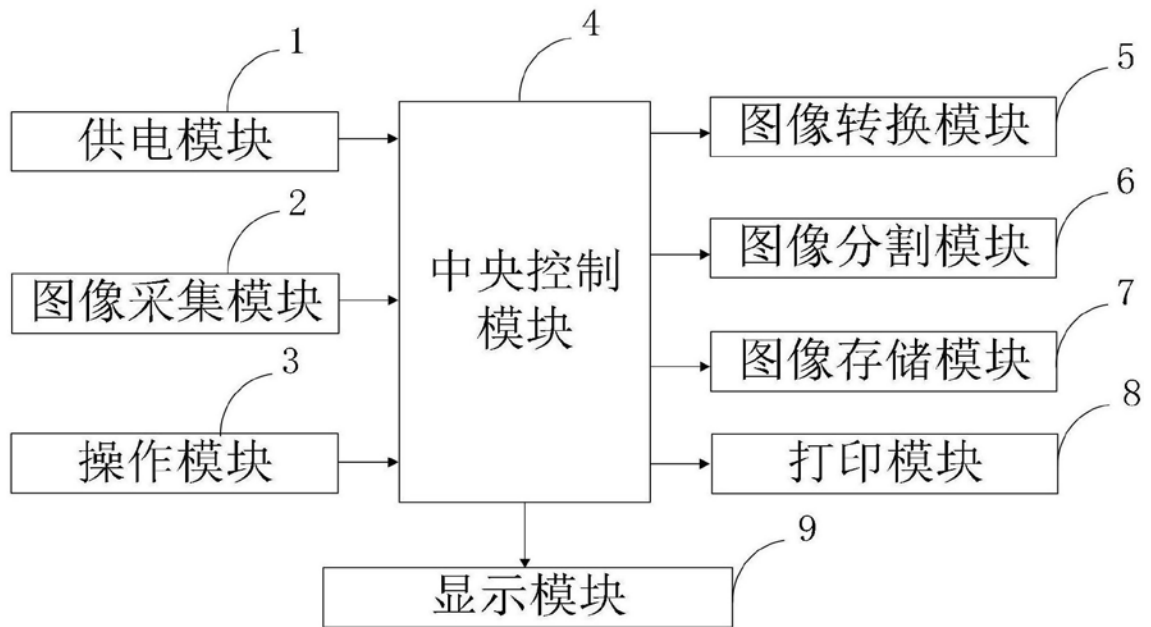 1
供电模块
2
图像采集模块
3
操作模块
4
中央控制
模块
5
图像转换模块
6
图像分割模块
7
图像存储模块
8
打印模块
9
显示模块